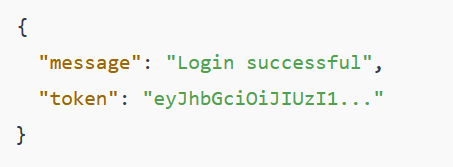 {
"message": "Login successful",
"token": "eyJhbGciOiJIUzI1..."
}